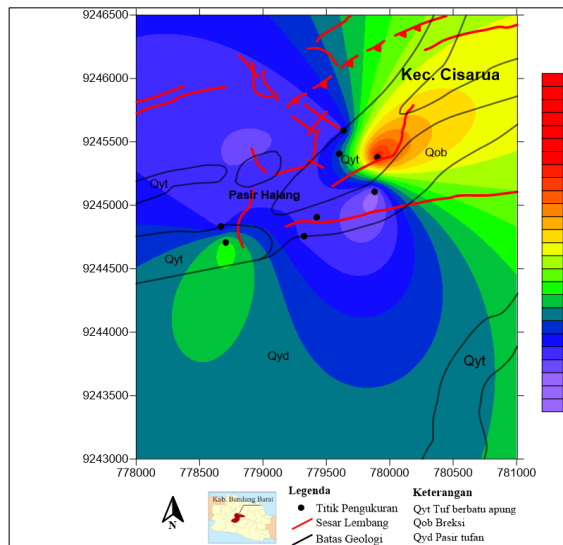 9246500
9246000
9245500
9245000
9244500
9244000
9243500
9243000
778000
778500
779000
779500
780000
780500
781000
Kec. Cisarua
Qyt
Qob
Qyt
Pasir Halang
Qyt
Qyd
Qyt
N
Kab. Bandung Barat
Legenda
Titik Pengukuran
Sesar Lembang
Batas Geologi
Keterangan
Qyt Tuf berbatu apung
Qob Breksi
Qyd Pasir tufan